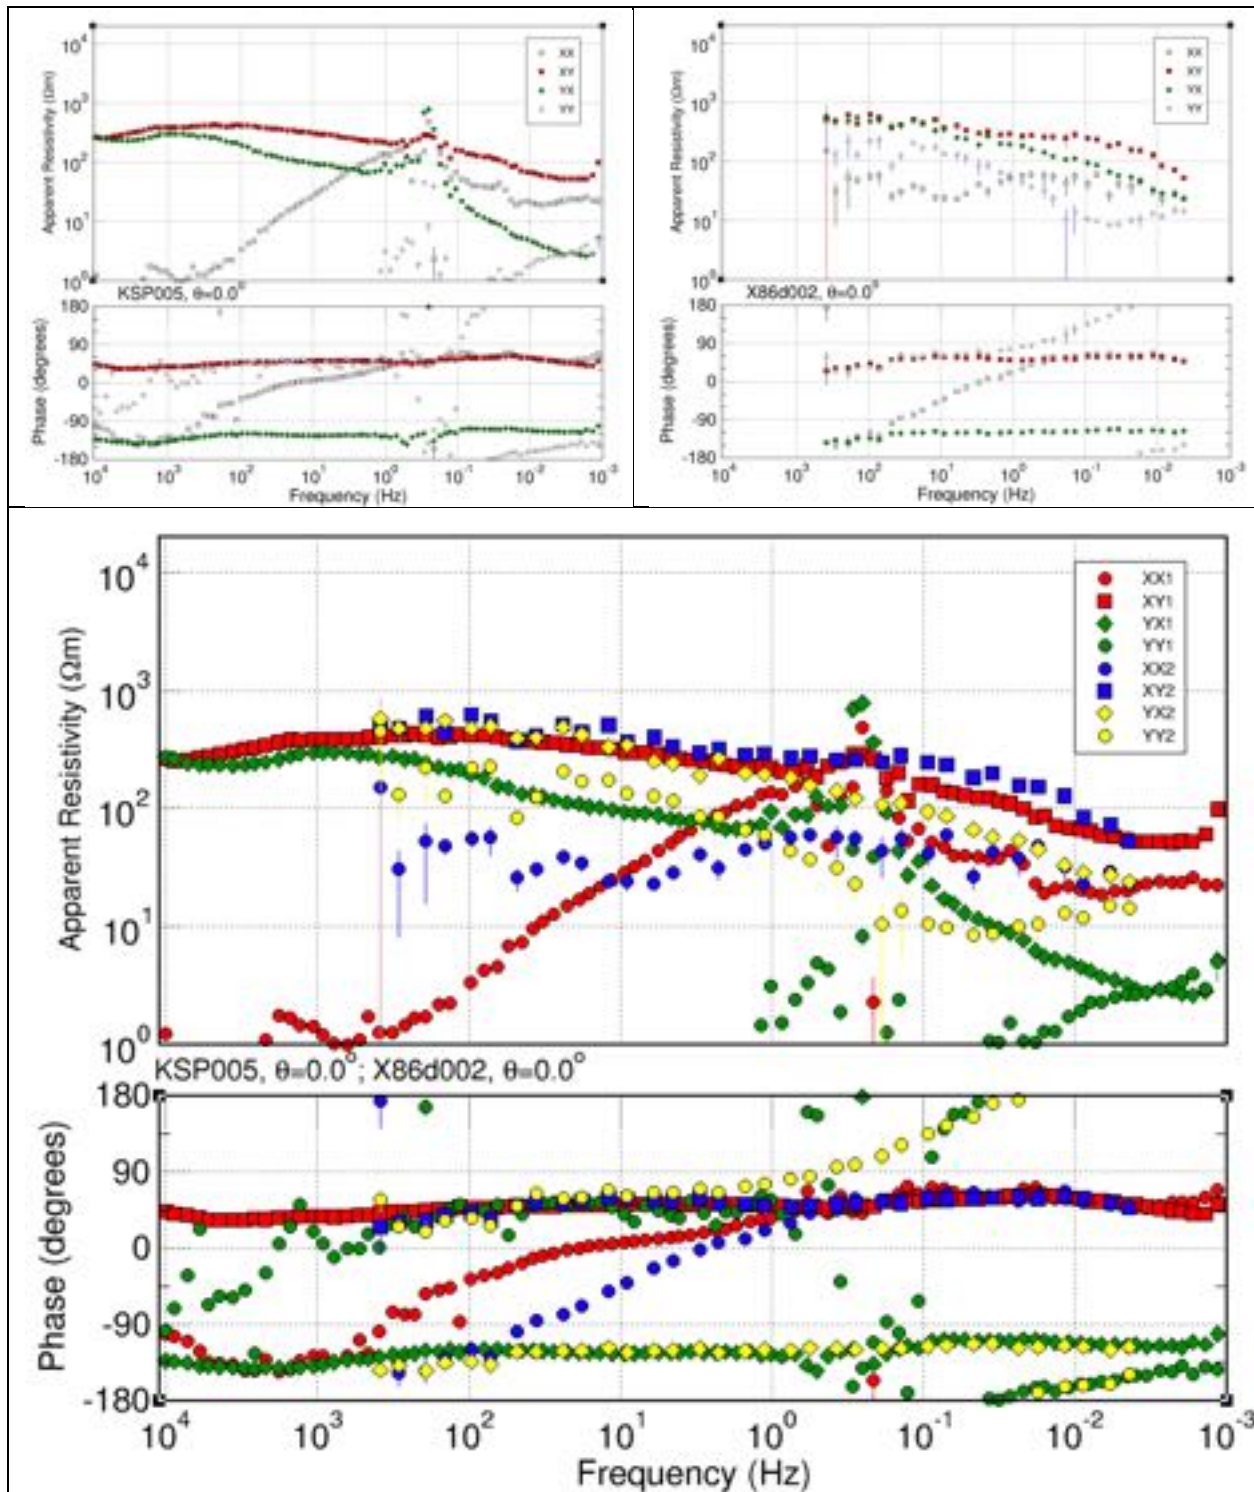 10⁴
10³
10²
10¹
10⁰
Apparent Resistivity (Ωm)
XX
XY
YX
YY
KSP005, θ=0.0°
180
90
0
-90
-180
Phase (degrees)
10⁴ 10³ 10² 10¹ 10⁰ 10⁻¹ 10⁻² 10⁻³
Frequency (Hz)
10⁴
10³
10²
10¹
10⁰
Apparent Resistivity (Ωm)
XX
XY
YX
YY
X86d002, θ=0.0°
180
90
0
-90
-180
Phase (degrees)
10⁴ 10³ 10² 10¹ 10⁰ 10⁻¹ 10⁻² 10⁻³
Frequency (Hz)
10⁴
10³
10²
10¹
10⁰
Apparent Resistivity (Ωm)
XX1
XY1
YX1
YY1
XX2
XY2
YX2
YY2
KSP005, θ=0.0°; X86d002, θ=0.0°
180
90
0
-90
-180
Phase (degrees)
10⁴ 10³ 10² 10¹ 10⁰ 10⁻¹ 10⁻² 10⁻³
Frequency (Hz)